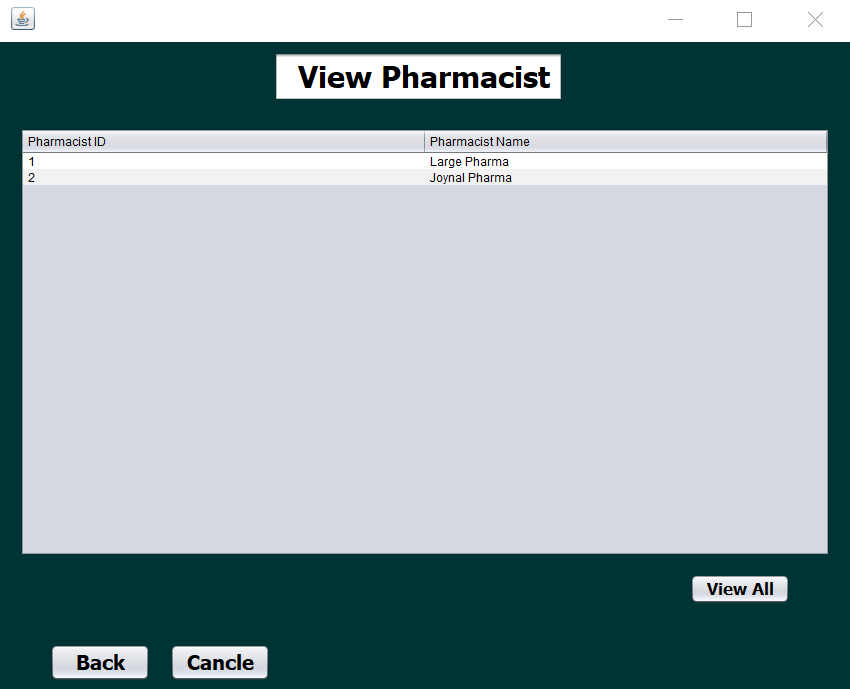 View Pharmacist
Pharmacist ID Pharmacist Name
1 Large Pharma
2 Joynal Pharma
View All
Back Cancle